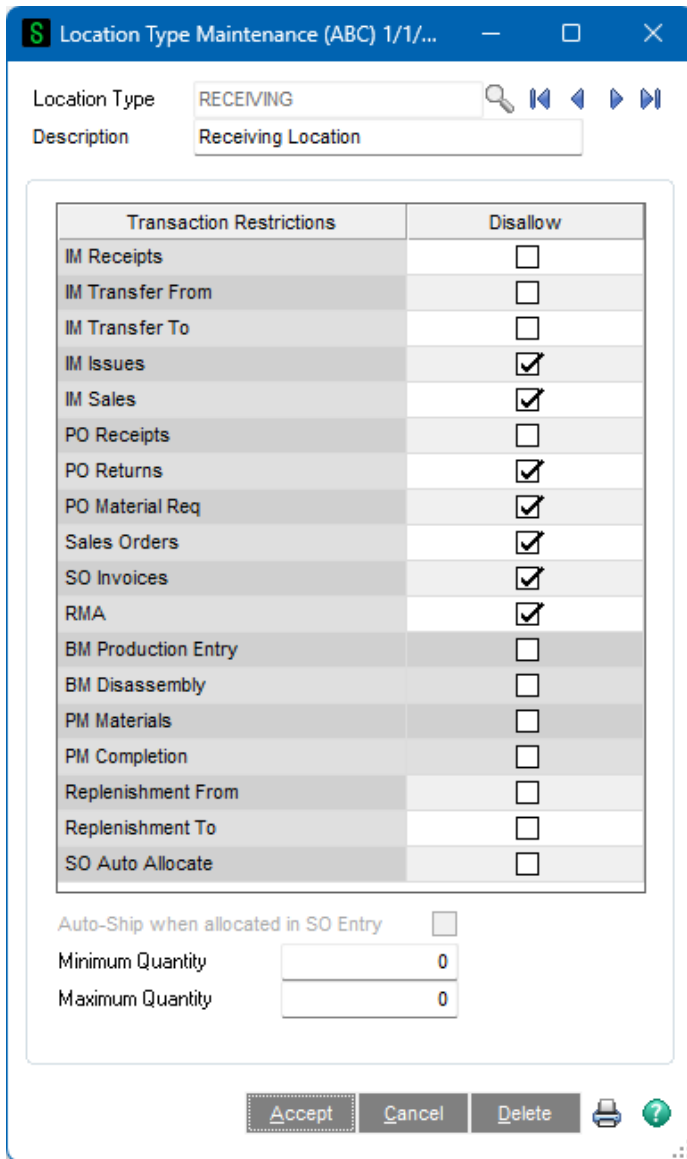 S Location Type Maintenance (ABC) 1/1/...
Location Type RECEIVING
Description Receiving Location
Transaction Restrictions Disallow
IM Receipts
IM Transfer From
IM Transfer To
IM Issues
IM Sales
PO Receipts
PO Returns
PO Material Req
Sales Orders
SO Invoices
RMA
BM Production Entry
BM Disassembly
PM Materials
PM Completion
Replenishment From
Replenishment To
SO Auto Allocate
Auto-Ship when allocated in SO Entry
Minimum Quantity 0
Maximum Quantity 0
Accept Cancel Delete ?